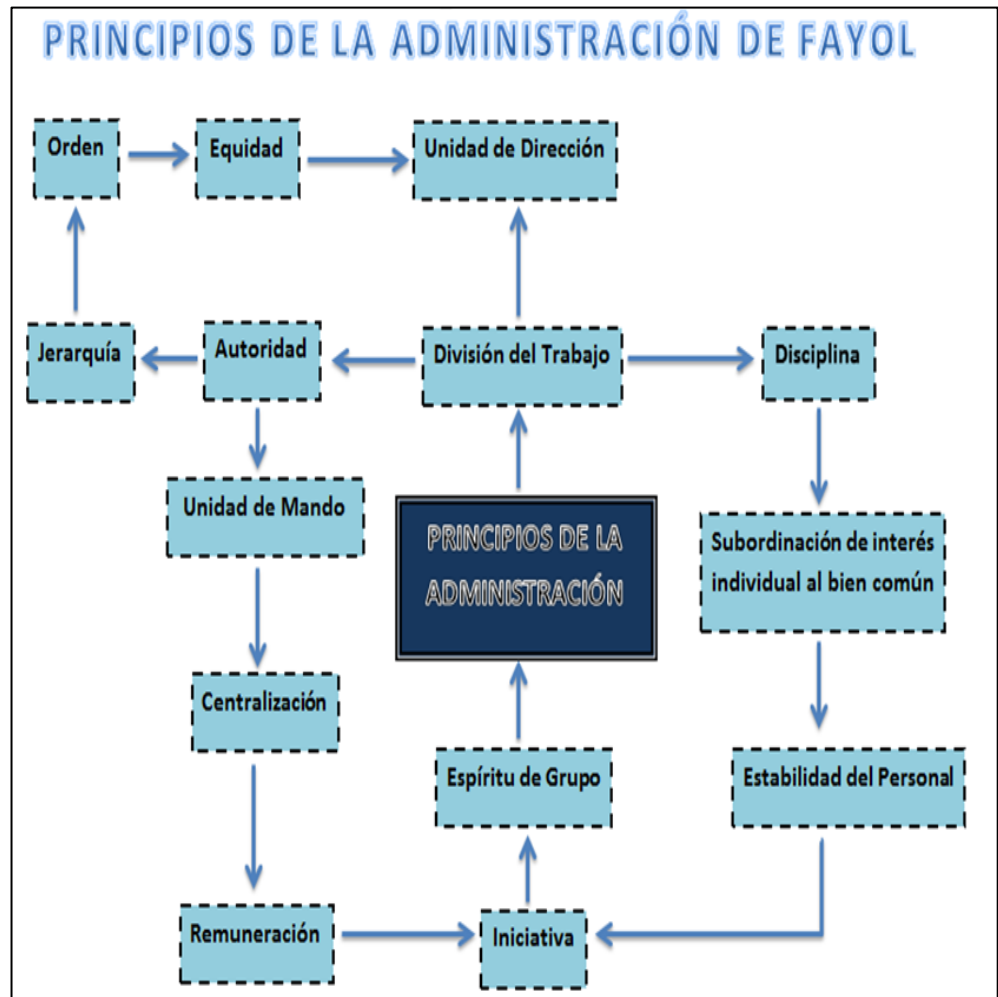 PRINCIPIOS DE LA ADMINISTRACIÓN DE FAYOL
Orden
Equidad
Unidad de Dirección
Jerarquía
Autoridad
División del Trabajo
Disciplina
Unidad de Mando
PRINCIPIOS DE LA
ADMINISTRACIÓN
Subordinación de interés
individual al bien común
Centralización
Espíritu de Grupo
Estabilidad del Personal
Remuneración
Iniciativa